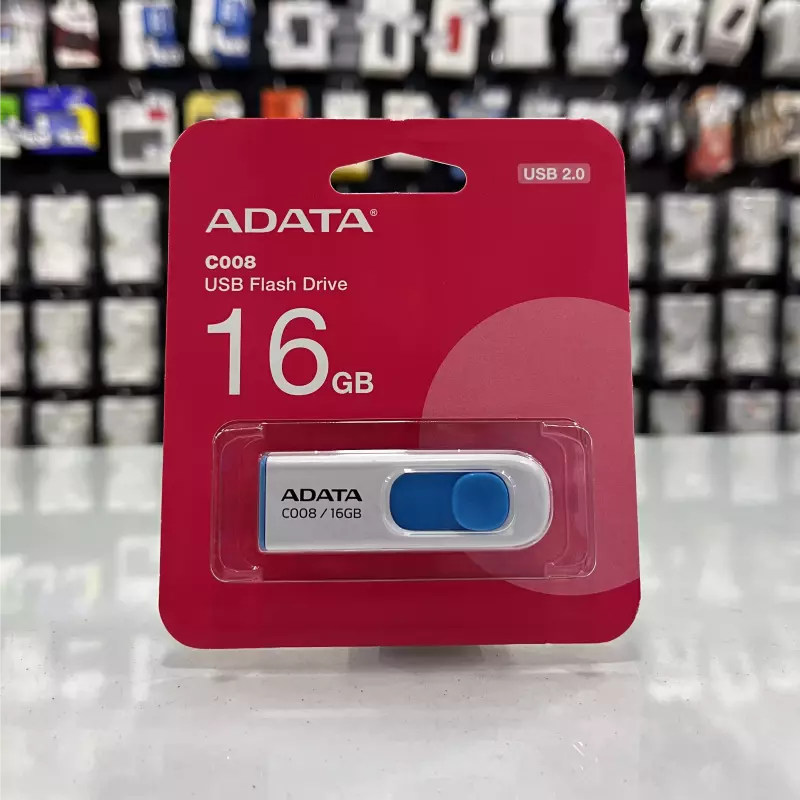 USB 2.0
ADATA®
C008
USB Flash Drive
16GB
ADATA
C008 / 16GB